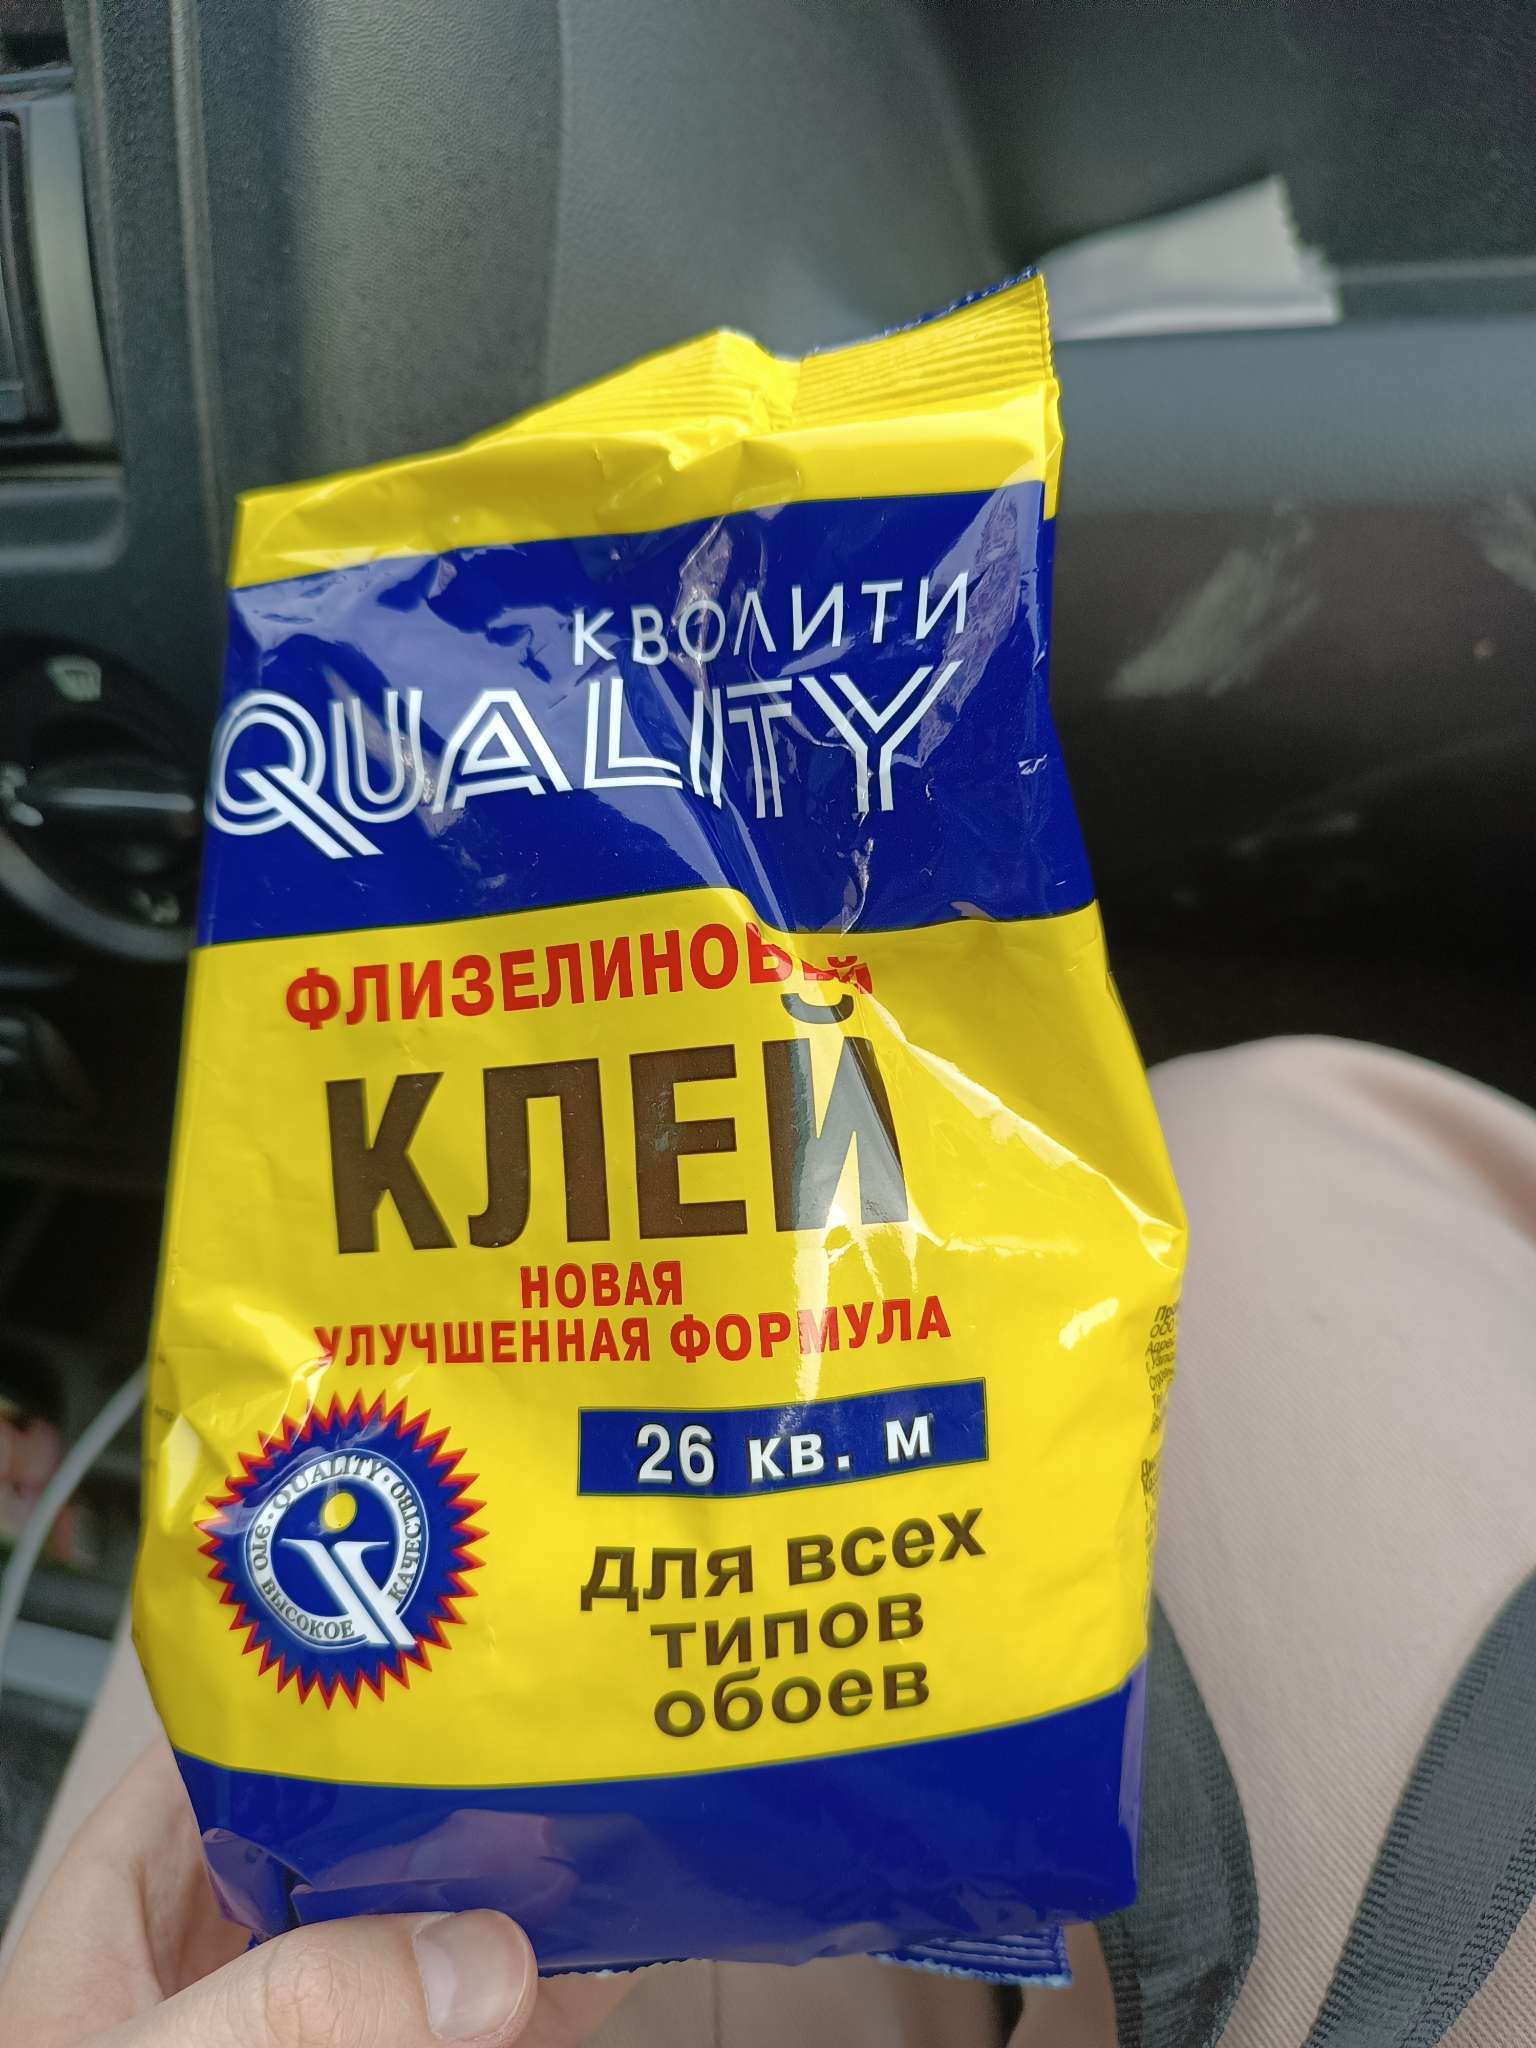 КВОЛИТИ
QUALITY
ФЛИЗЕЛИНОВЫЙ
КЛЕЙ
НОВАЯ
УЛУЧШЕННАЯ ФОРМУЛА
26 кв. м
QUALITY • ЭТО ВЫСОКОЕ КАЧЕСТВО •
для всех
типов
обоев